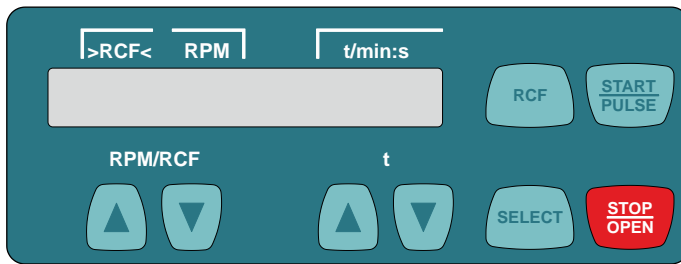 >RCF< RPM t/min:s
RCF
START
PULSE
RPM/RCF t
SELECT
STOP
OPEN